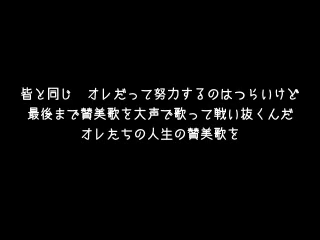 皆と同じ　オレだって努力するのはつらいけど
最後まで賛美歌を大声で歌って戦い抜くんだ
オレたちの人生の賛美歌を